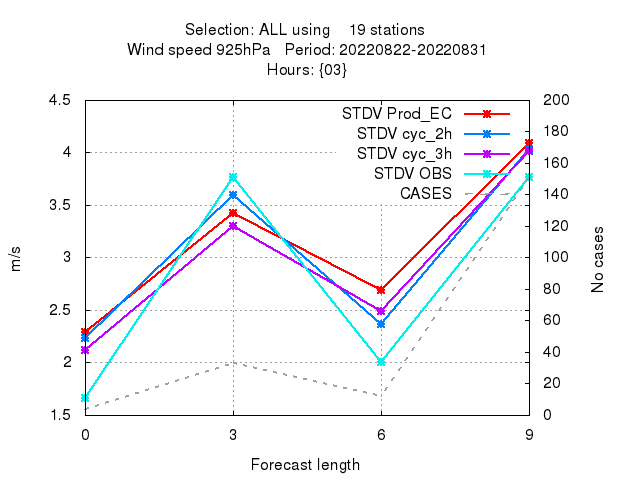 Selection: ALL using 19 stations
Wind speed 925hPa Period: 20220822-20220831
Hours: {03}
4.5
4
3.5
3
2.5
2
1.5
m/s
STDV Prod_EC
STDV cyc_2h
STDV cyc_3h
STDV OBS
CASES
200
180
160
140
120
100
80
60
40
20
0
No cases
0 3 6 9
Forecast length